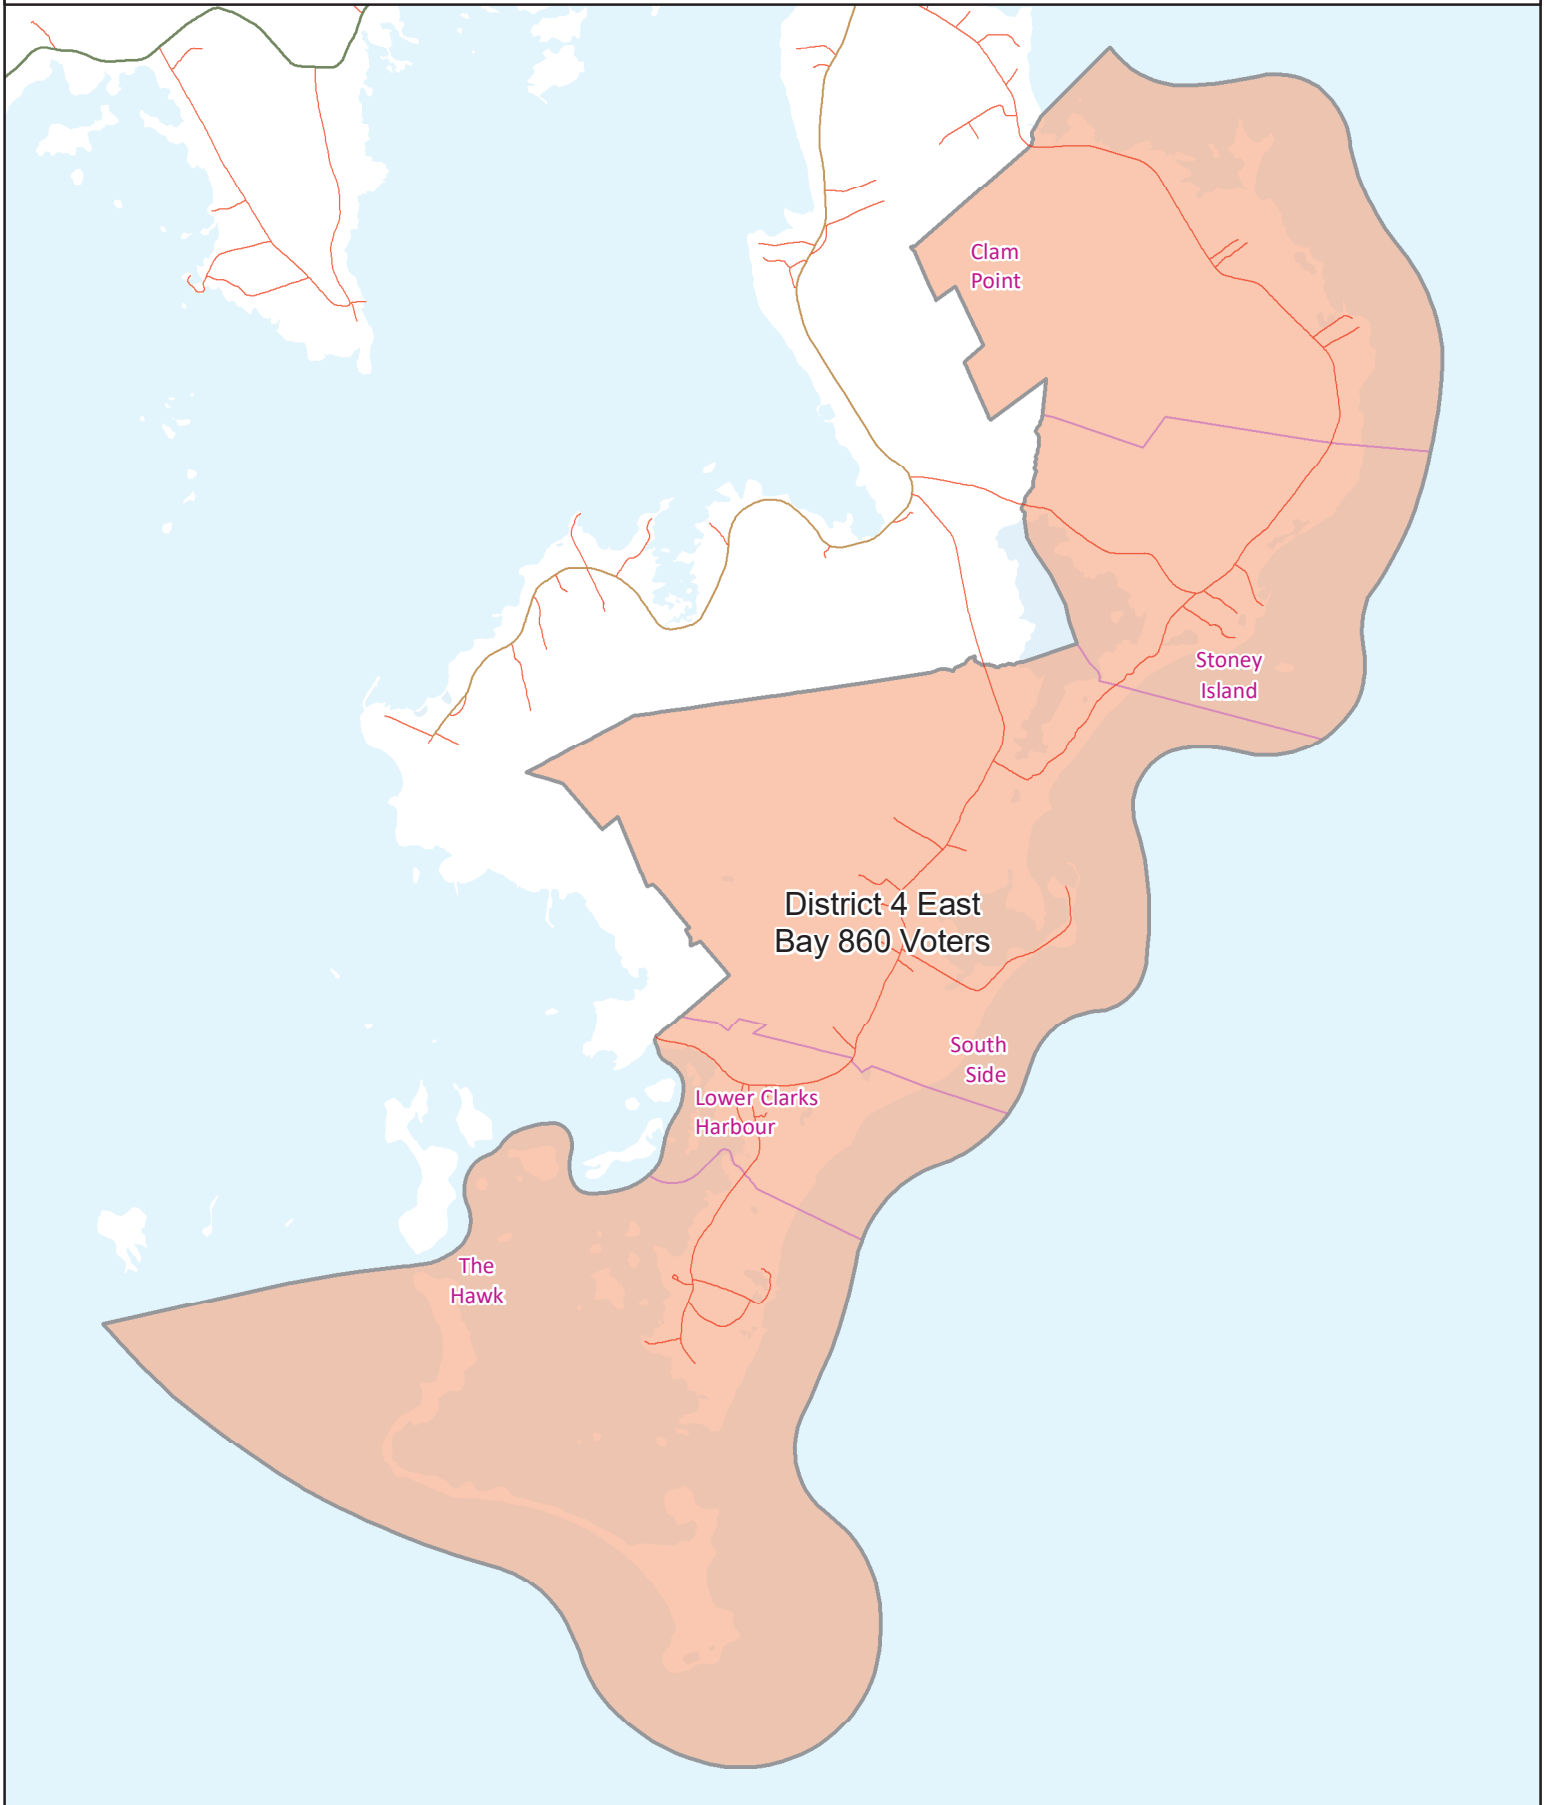 Clam
Point
Stoney
Island
District 4 East
Bay 860 Voters
South
Side
Lower Clarks
Harbour
The
Hawk